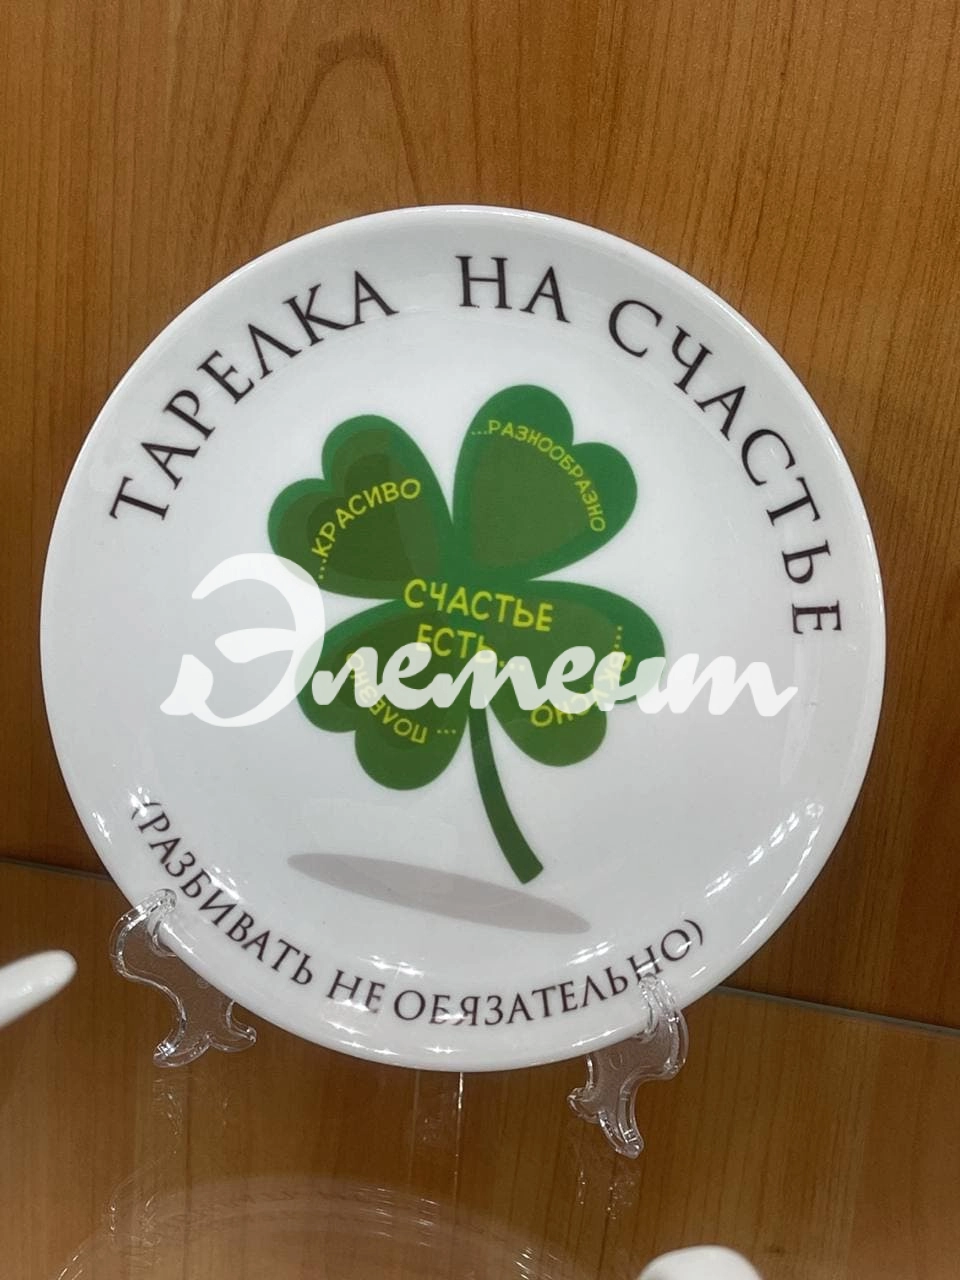 ТАРЕЛКА НА СЧАСТЬЕ
...КРАСИВО
...РАЗНООБРАЗНО
СЧАСТЬЕ
ЕСТЬ...
...ПОЛЕЗНО
...ВКУСНО
Элемент
(РАЗБИВАТЬ НЕ ОБЯЗАТЕЛЬНО)